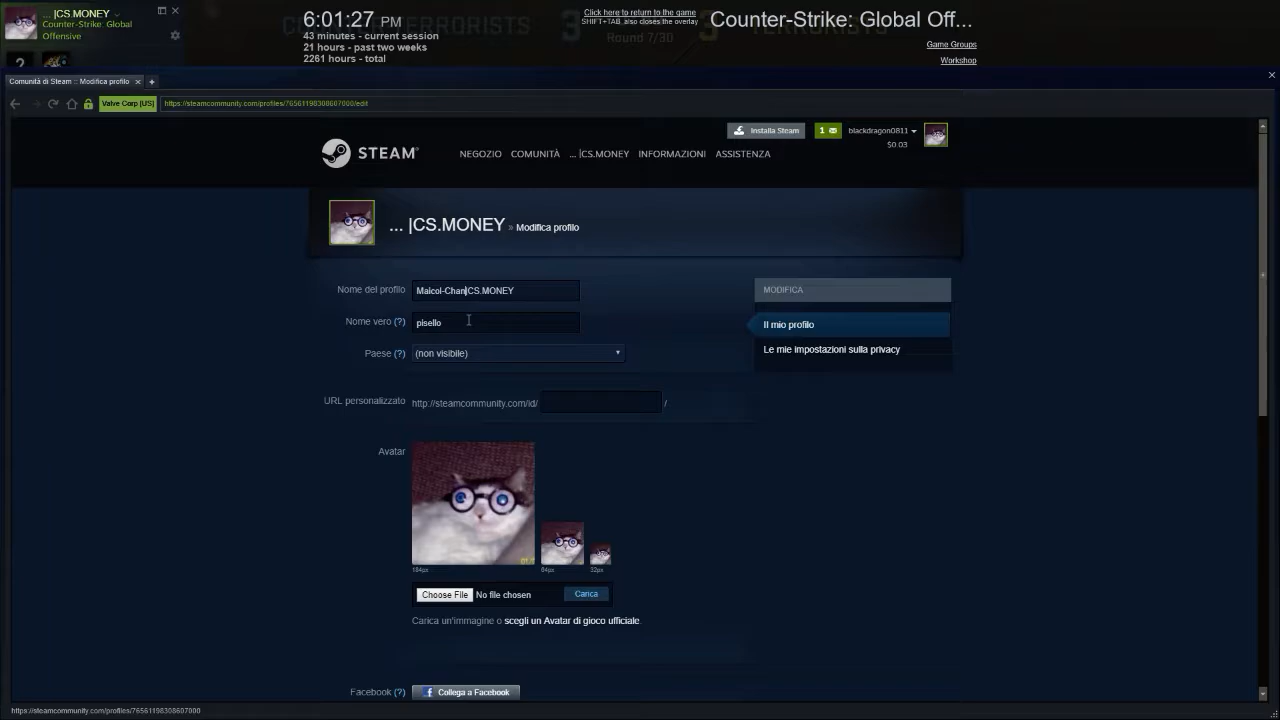 ... |CS.MONEY
Counter-Strike: Global
Offensive
6:01:27 PM
43 minutes - current session
21 hours - past two weeks
2261 hours - total
Click here to return to the game
SHIFT+TAB also closes the overlay
Round 7/30
Counter-Strike: Global Off...
Game Groups
Workshop
Comunità di Steam :: Modifica profilo
Valve Corp [US]
https://steamcommunity.com/profiles/76561198308607000/edit
Installa Steam
1
blackdragon0811
$0.03
STEAM
NEGOZIO COMUNITÀ ... |CS.MONEY INFORMAZIONI ASSISTENZA
... |CS.MONEY » Modifica profilo
Nome del profilo Maicol-Chan|CS.MONEY
MODIFICA
Nome vero (?) pisello
Il mio profilo
Paese (?) (non visibile)
Le mie impostazioni sulla privacy
URL personalizzato http://steamcommunity.com/id/ /
Avatar
184px 64px 32px
Choose File No file chosen Carica
Carica un'immagine o scegli un Avatar di gioco ufficiale.
Facebook (?) Collega a Facebook
https://steamcommunity.com/profiles/76561198308607000